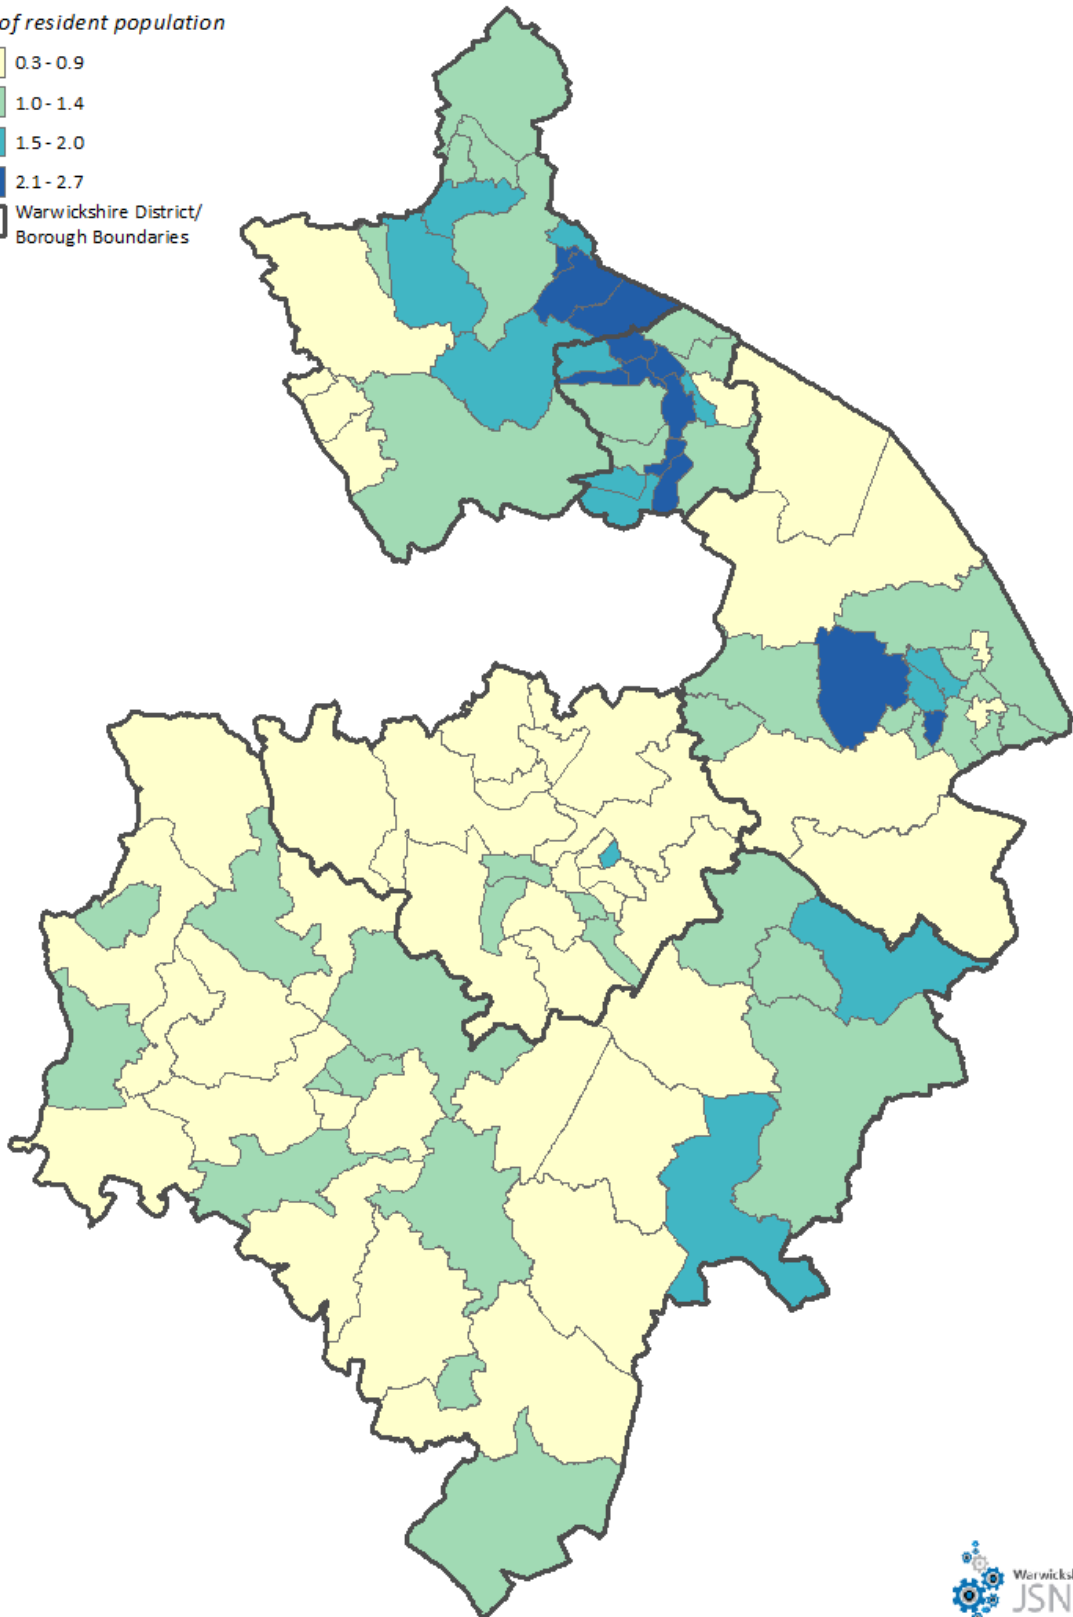 of resident population
0.3 - 0.9
1.0 - 1.4
1.5 - 2.0
2.1 - 2.7
Warwickshire District/
Borough Boundaries
JSN